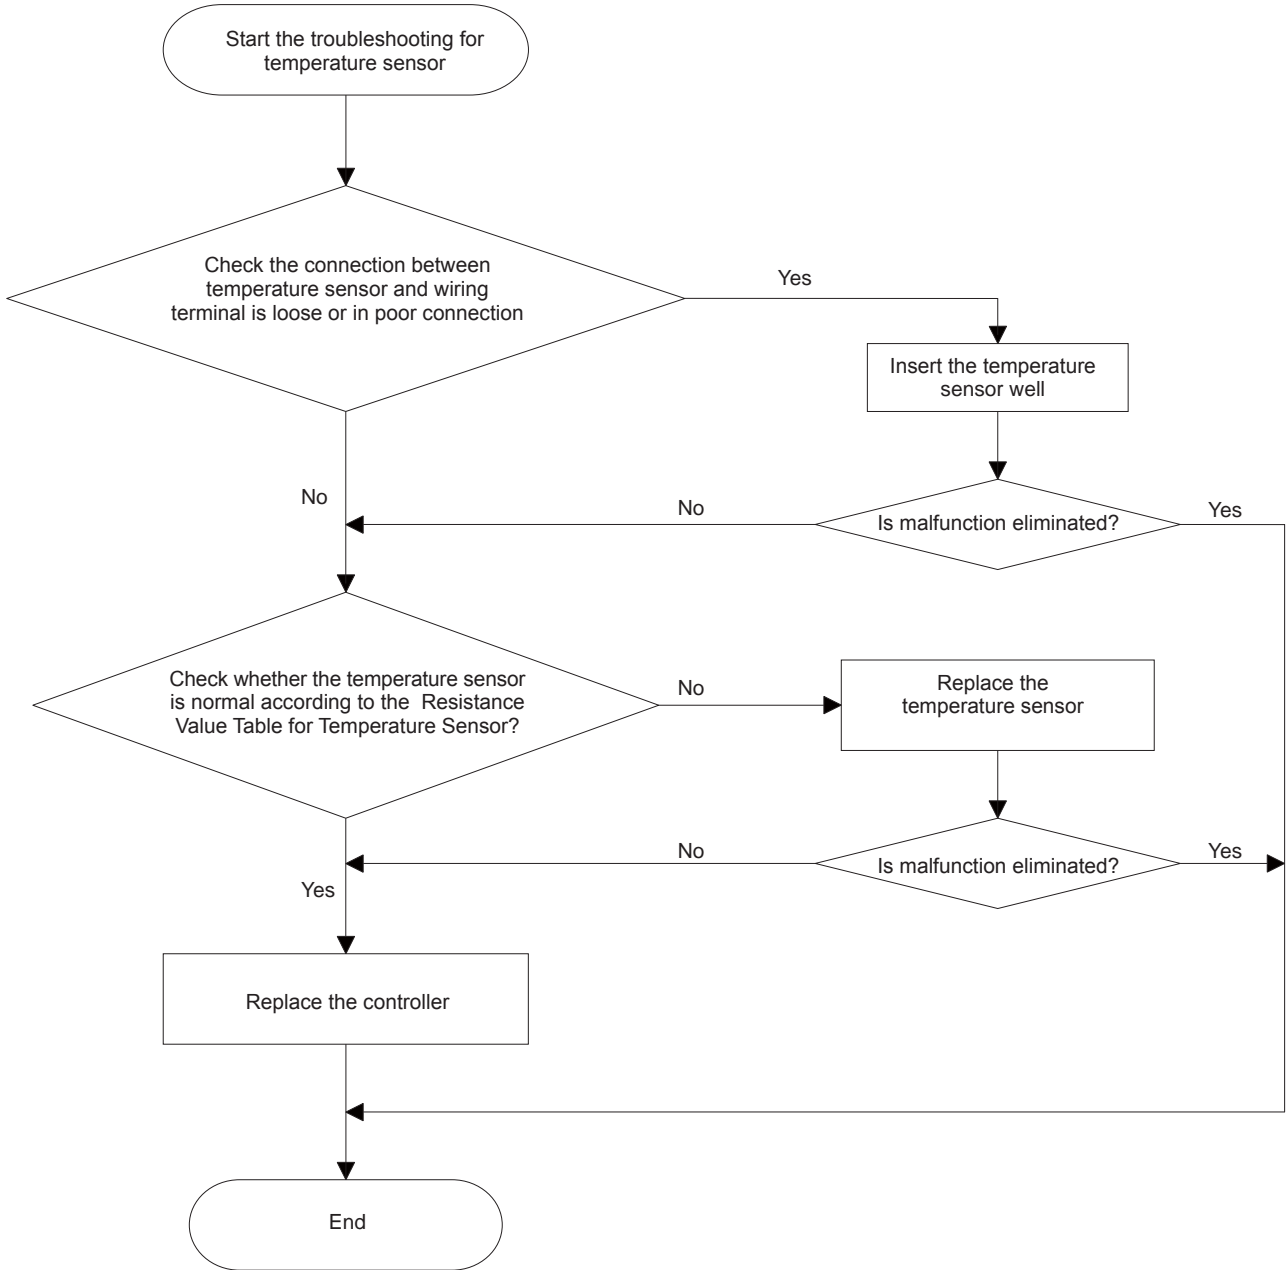 Start the troubleshooting for
temperature sensor
Check the connection between
temperature sensor and wiring
terminal is loose or in poor connection
Yes
Insert the temperature
sensor well
No
No
Is malfunction eliminated?
Yes
Check whether the temperature sensor
is normal according to the Resistance
Value Table for Temperature Sensor?
No
Replace the
temperature sensor
No
Is malfunction eliminated?
Yes
Yes
Replace the controller
End